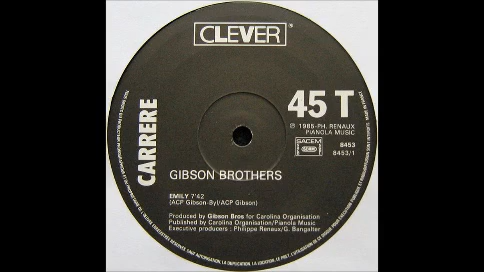 CLEVER
CARRERE
45 T
℗ 1985-PH. RENAUX
PIANOLA MUSIC
SACEM
8453
8453/1
GIBSON BROTHERS
EMILY 7'42
(ACP Gibson-Byl/ACP Gibson)
Produced by Gibson Bros for Carolina Organisation
Published by Carolina Organisation/Pianola Music
Executive producers : Philippe Renaux/G. Bangalter